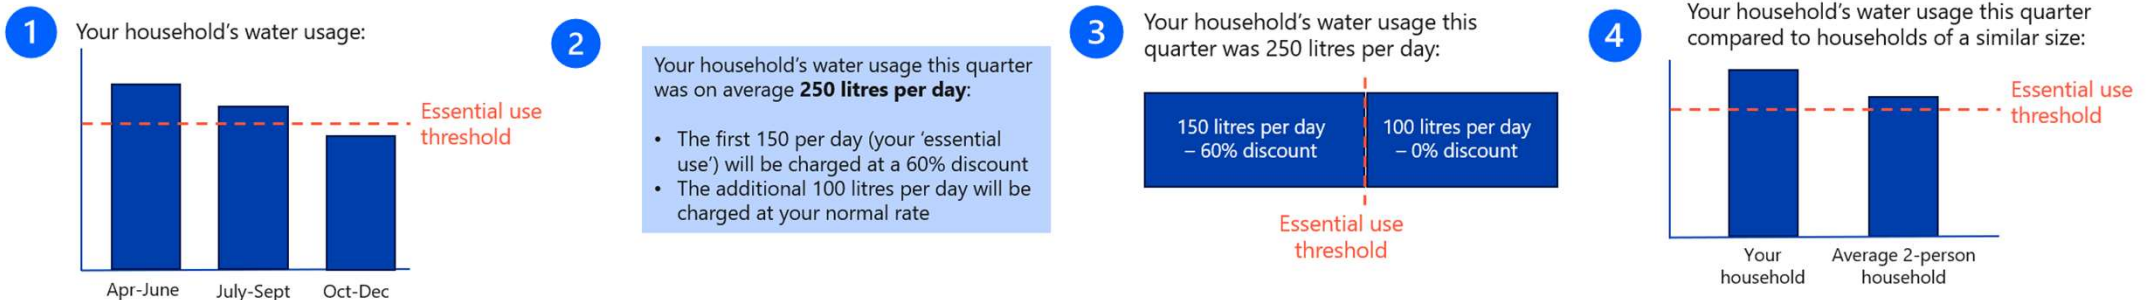 1
Your household's water usage:
Essential use
threshold
Apr-June
July-Sept
Oct-Dec
2
Your household's water usage this quarter
was on average 250 litres per day:
• The first 150 per day (your 'essential
use') will be charged at a 60% discount
• The additional 100 litres per day will be
charged at your normal rate
3
Your household's water usage this
quarter was 250 litres per day:
150 litres per day
– 60% discount
100 litres per day
– 0% discount
Essential use
threshold
4
Your household's water usage this quarter
compared to households of a similar size:
Essential use
threshold
Your
household
Average 2-person
household